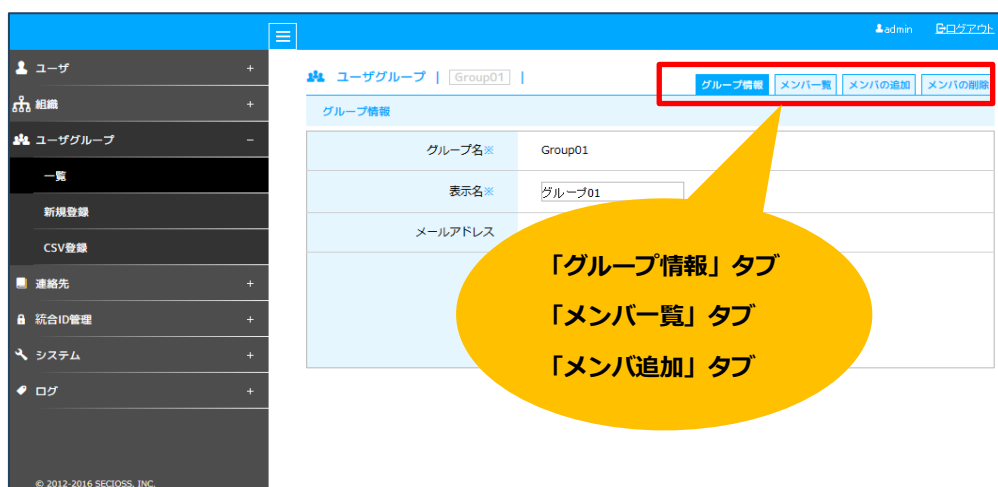 admin ログアウト
ユーザ +
組織 +
ユーザグループ −
一覧
新規登録
CSV登録
連絡先 +
統合ID管理 +
システム +
ログ +
© 2012-2016 SECIOSS, INC.
ユーザグループ | Group01 |
グループ情報 メンバ一覧 メンバの追加 メンバの削除
グループ情報
グループ名※ Group01
表示名※ グループ01
メールアドレス
「グループ情報」タブ
「メンバ一覧」タブ
「メンバ追加」タブ